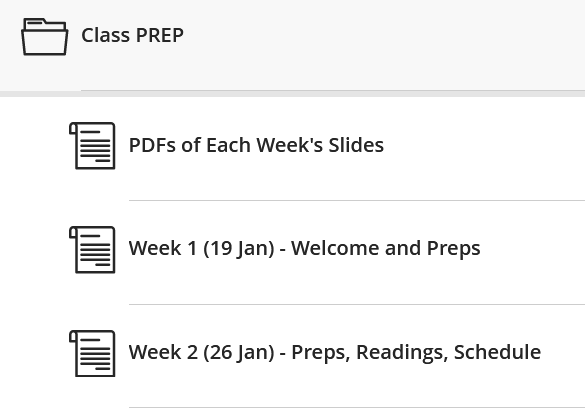 Class PREP
PDFs of Each Week's Slides
Week 1 (19 Jan) - Welcome and Preps
Week 2 (26 Jan) - Preps, Readings, Schedule